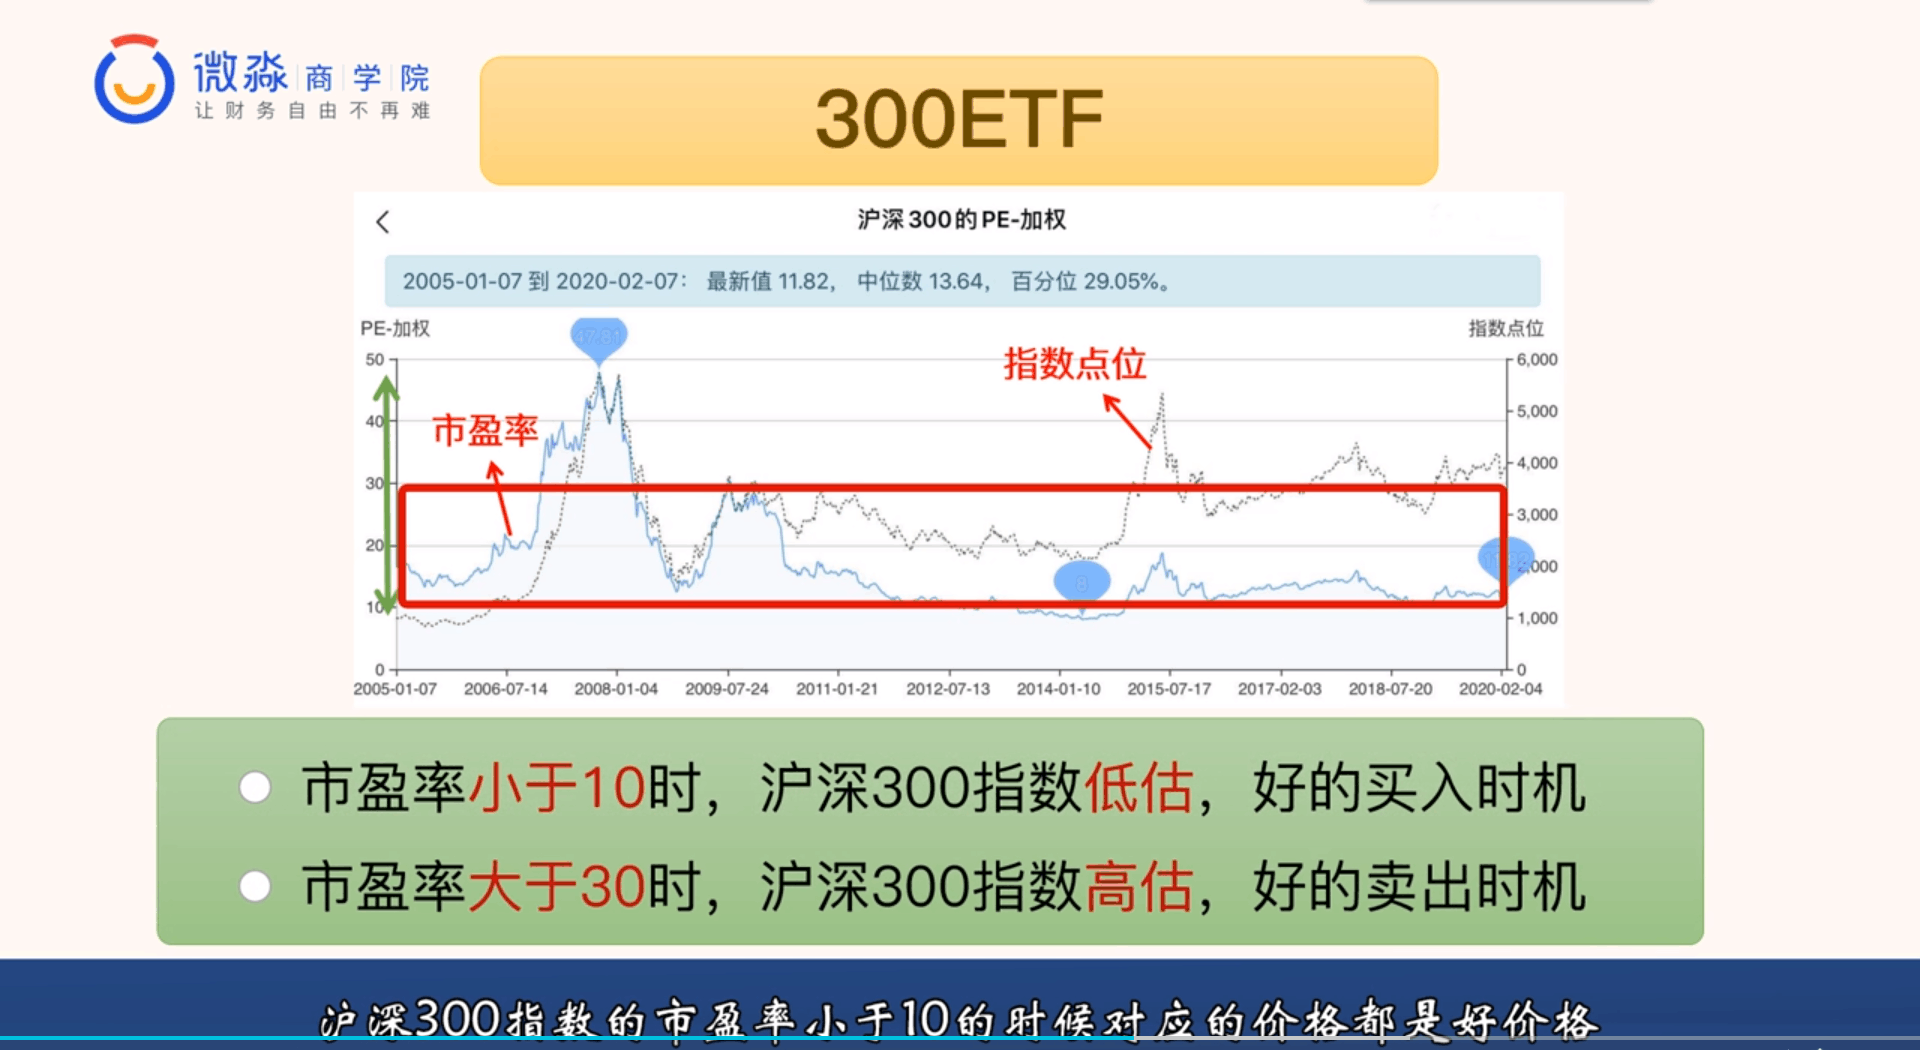 微淼商学院
让财务自由不再难
300ETF
沪深300的PE-加权
2005-01-07 到 2020-02-07： 最新值 11.82， 中位数 13.64， 百分位 29.05%。
PE-加权
指数点位
50
40
30
20
10
0
6,000
5,000
4,000
3,000
2,000
1,000
0
47.81
市盈率
指数点位
8
2005-01-07 2006-07-14 2008-01-04 2009-07-24 2011-01-21 2012-07-13 2014-01-10 2015-07-17 2017-02-03 2018-07-20 2020-02-04
市盈率小于10时，沪深300指数低估，好的买入时机
市盈率大于30时，沪深300指数高估，好的卖出时机
沪深300指数的市盈率小于10的时候对应的价格都是好价格